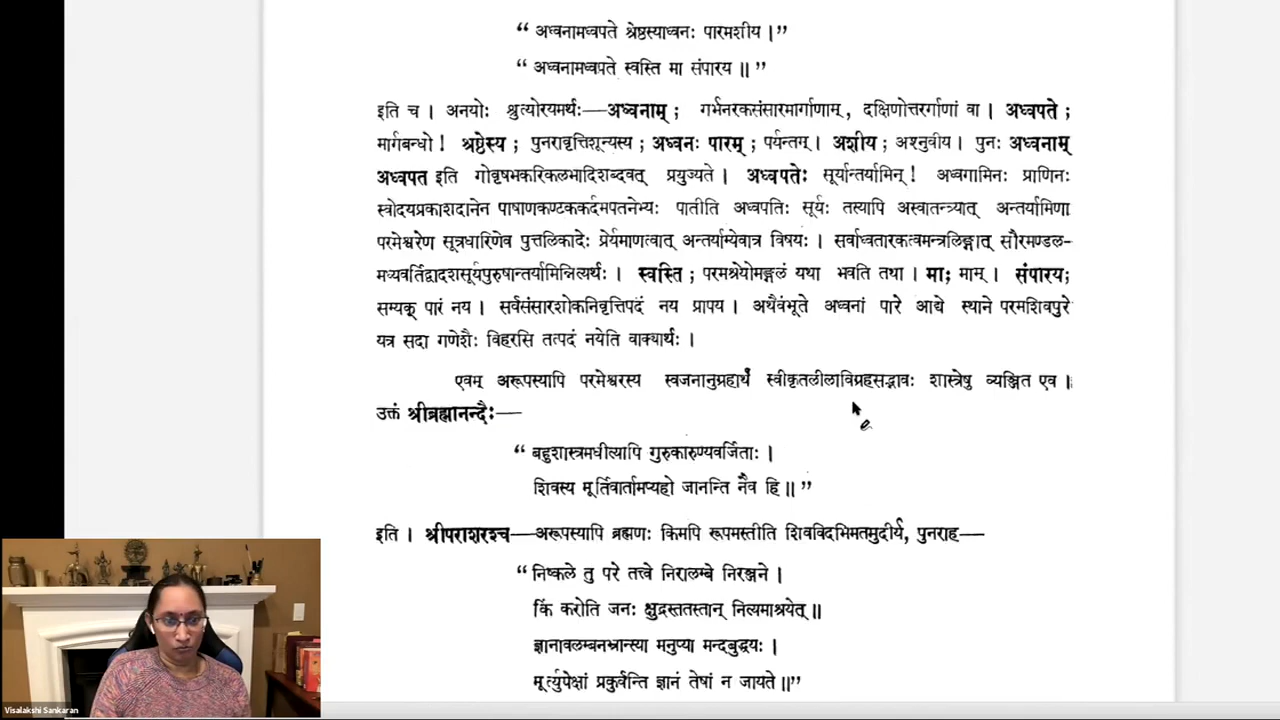 “ अध्वनामध्वपते श्रेष्ठस्याध्वनः पारमशीय।”
“ अध्वनामध्वपते स्वस्ति मा संपारय॥ ”
इति च । अनयोः श्रुत्योरयमर्थः—अध्वनाम् ; गर्भनरकसंसारमार्गाणाम् , दक्षिणोत्तरर्गाणां वा । अध्वपते ;
मार्गबन्धो ! श्रष्ठेस्य ; पुनरावृत्तिशून्यस्य ; अध्वनः पारम् ; पर्यन्तम् । अशीय ; अश्नुवीय । पुनः अध्वनाम्
अध्वपत इति गोवृषभकरिकलभादिशब्दवत् प्रयुज्यते । अध्वपतेः सूर्यान्तर्यामिन् ! अध्वगामिनः प्राणिनः
स्वोदयप्रकाशदानेन पाषाणकण्टककर्दमपतनेभ्यः पातीति अध्वपतिः सूर्यः तस्यापि अस्वातन्त्र्यात् अन्तर्यामिणा
परमेश्वरेण सूत्रधारिणेव पुत्तलिकादेः प्रेर्यमाणत्वात् अन्तर्याम्येवात्र विषयः । सर्वाध्वतारकत्वमन्त्रलिङ्गात् सौरमण्डल-
मध्यवर्तिद्वादशसूर्यपुरुषान्तर्यामिन्नित्यर्थः । स्वस्ति ; परमश्रेयोमङ्गलं यथा भवति तथा । मा; माम् । संपारय;
सम्यक् पारं नय । सर्वसंसारशोकनिवृत्तिपदं नय प्रापय । अथैवंभूते अध्वनां पारे आद्ये स्थाने परमशिवपुरे
यत्र सदा गणेशैः विहरसि तत्पदं नयेति वाक्यार्थः ।
एवम् अरूपस्यापि परमेश्वरस्य स्वजनानुग्रहार्थं स्वीकृतलीलाविग्रहसद्भावः शास्त्रेषु व्यञ्जित एव ।
उक्तं श्रीब्रह्मानन्दैः—
“ बहुशास्त्रमधीत्यापि गुरुकारुण्यवर्जिताः ।
शिवस्य मूर्तिवार्तामप्यहो जानन्ति नैव हि॥ ”
इति । श्रीपराशरश्च—अरूपस्यापि ब्रह्मणः किमपि रूपमस्तीति शिवविदभिमतमुदीर्य, पुनराह—
“ निष्कले तु परे तत्त्वे निरालम्बे निरञ्जने ।
किं करोति जनः क्षुद्रस्ततस्तान् नित्यमाश्रयेत्॥
ज्ञानावलम्बनभ्रान्त्या मनुप्या मन्दबुद्धयः ।
मूर्त्युपेक्षां प्रकुर्वन्ति ज्ञानं तेषां न जायते॥”
Visalakshi Sankaran